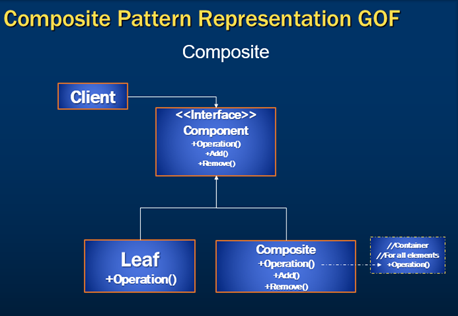 Composite Pattern Representation GOF
Composite
Client
<<Interface>>
Component
+Operation()
+Add()
+Remove()
Leaf
+Operation()
Composite
+Operation()
+Add()
+Remove()
//Container
//For all elements
+Operation()